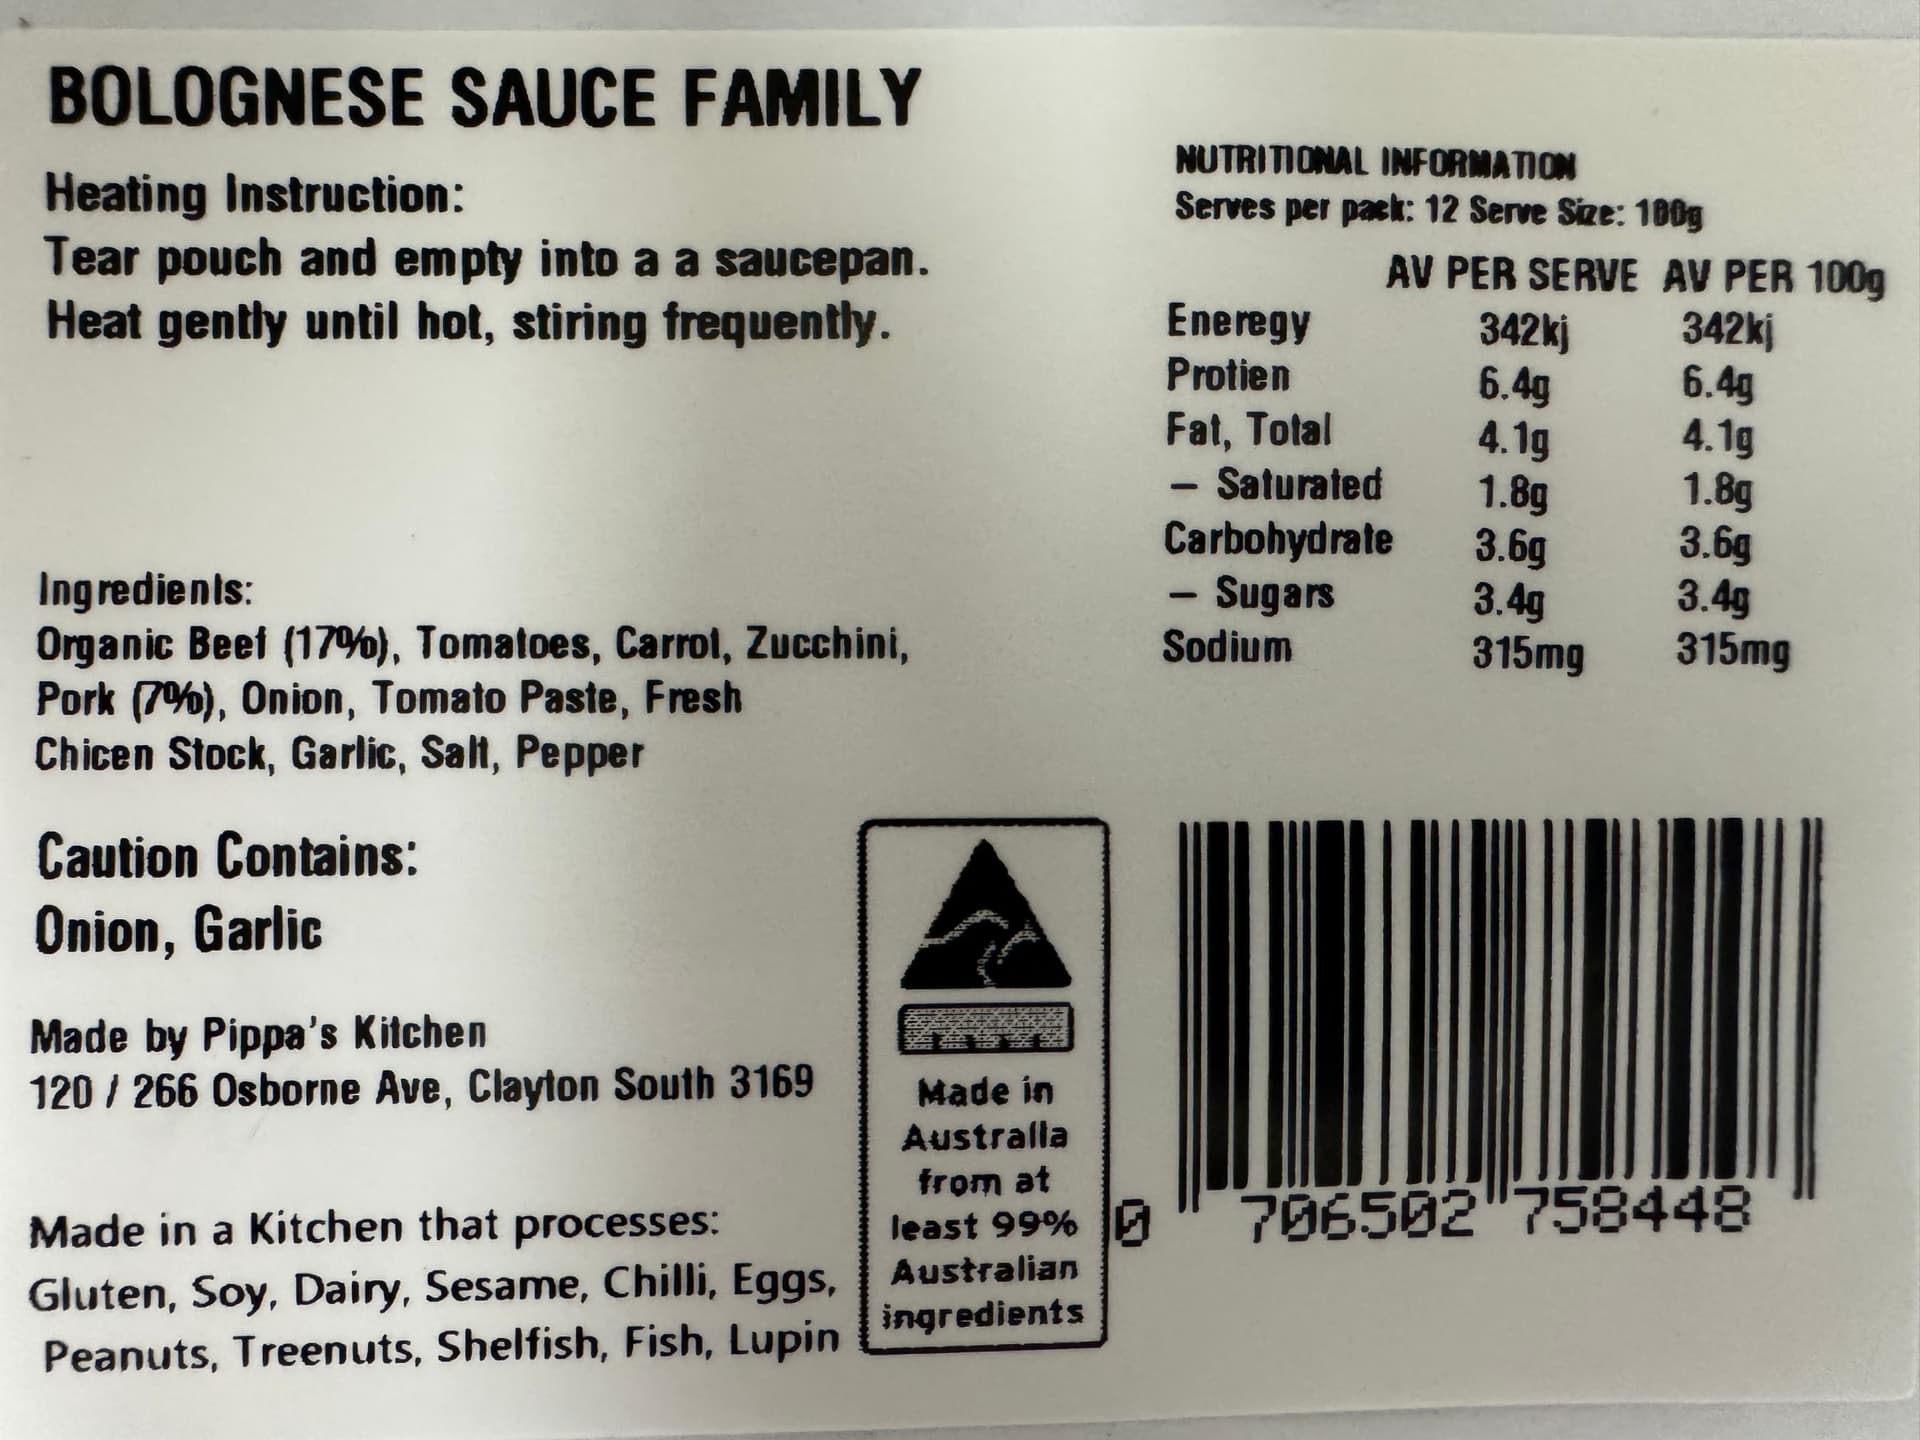 BOLOGNESE SAUCE FAMILY
Heating Instruction:
Tear pouch and empty into a a saucepan.
Heat gently until hot, stiring frequently.
Ingredients:
Organic Beef (17%), Tomatoes, Carrot, Zucchini,
Pork (7%), Onion, Tomato Paste, Fresh
Chicen Stock, Garlic, Salt, Pepper
Caution Contains:
Onion, Garlic
Made by Pippa's Kitchen
120 / 266 Osborne Ave, Clayton South 3169
Made in a Kitchen that processes:
Gluten, Soy, Dairy, Sesame, Chilli, Eggs,
Peanuts, Treenuts, Shelfish, Fish, Lupin
Made in
Australia
from at
least 99%
Australian
ingredients
NUTRITIONAL INFORMATION
Serves per pack: 12 Serve Size: 100g
AV PER SERVE AV PER 100g
Eneregy 342kj 342kj
Protien 6.4g 6.4g
Fat, Total 4.1g 4.1g
– Saturated 1.8g 1.8g
Carbohydrate 3.6g 3.6g
– Sugars 3.4g 3.4g
Sodium 315mg 315mg
0 706502 758448